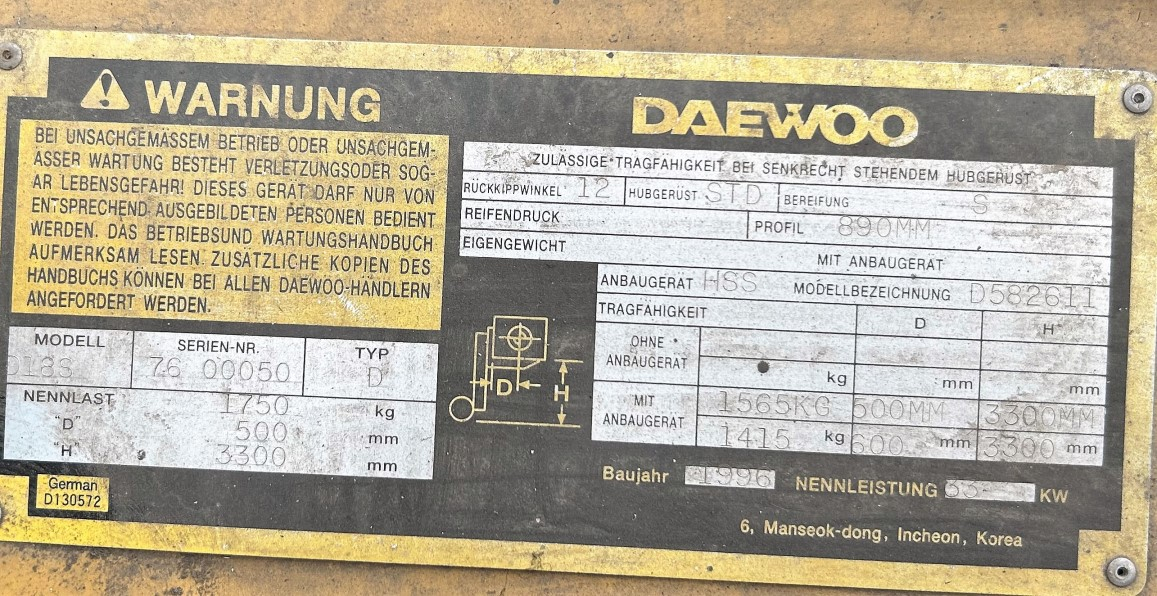 WARNUNG
BEI UNSACHGEMÄSSEM BETRIEB ODER UNSACHGEM-
ÄSSER WARTUNG BESTEHT VERLETZUNGSODER SOG-
AR LEBENSGEFAHR! DIESES GERÄT DARF NUR VON
ENTSPRECHEND AUSGEBILDETEN PERSONEN BEDIENT
WERDEN. DAS BETRIEBSUND WARTUNGSHANDBUCH
AUFMERKSAM LESEN. ZUSÄTZLICHE KOPIEN DES
HANDBUCHS KÖNNEN BEI ALLEN DAEWOO-HÄNDLERN
ANGEFORDERT WERDEN.
MODELL SERIEN-NR. TYP
D18S 76 00050 D
NENNLAST 1750 kg
"D" 500 mm
"H" 3300 mm
German
D130572
DAEWOO
ZULASSIGE TRAGFÄHIGKEIT BEI SENKRECHT STEHENDEM HUBGERUST
RÜCKKIPPWINKEL 12 HUBGERÜST STD BEREIFUNG S
REIFENDRUCK PROFIL 890MM
EIGENGEWICHT MIT ANBAUGERAT
ANBAUGERÄT HSS MODELLBEZEICHNUNG D582611
TRAGFÄHIGKEIT D H
OHNE
ANBAUGERÄT kg mm mm
MIT 1565KG 500MM 3300MM
ANBAUGERÄT 1415 kg 600 mm 3300 mm
D H
Baujahr 1996 NENNLEISTUNG 33 KW
6, Manseok-dong, Incheon, Korea